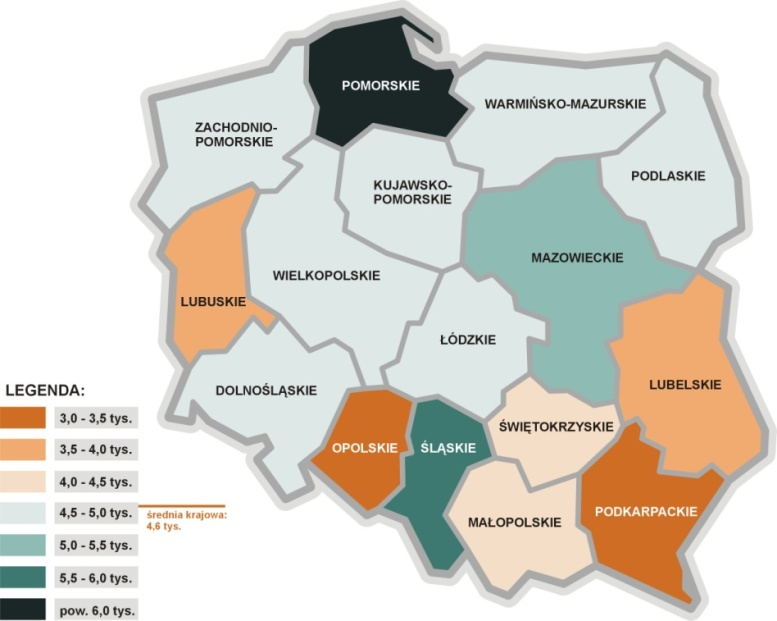 POMORSKIE
WARMIŃSKO-MAZURSKIE
ZACHODNIO-
POMORSKIE
PODLASKIE
KUJAWSKO-
POMORSKIE
MAZOWIECKIE
WIELKOPOLSKIE
LUBUSKIE
ŁÓDZKIE
DOLNOŚLĄSKIE
LUBELSKIE
ŚWIĘTOKRZYSKIE
OPOLSKIE
ŚLĄSKIE
PODKARPACKIE
MAŁOPOLSKIE
LEGENDA:
3,0 - 3,5 tys.
3,5 - 4,0 tys.
4,0 - 4,5 tys.
4,5 - 5,0 tys.
średnia krajowa:
4,6 tys.
5,0 - 5,5 tys.
5,5 - 6,0 tys.
pow. 6,0 tys.